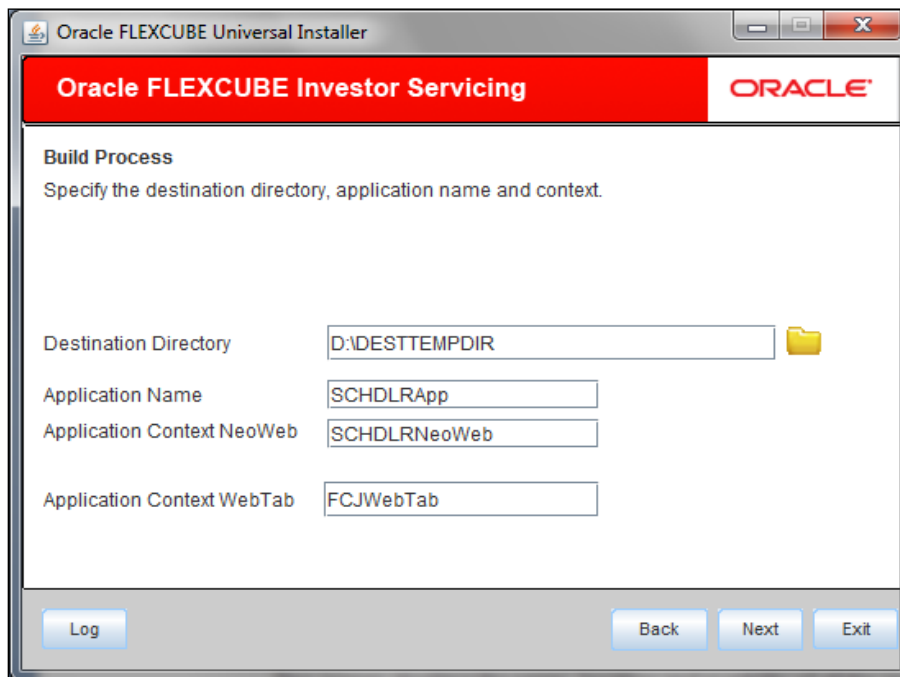 Oracle FLEXCUBE Universal Installer
Oracle FLEXCUBE Investor Servicing
ORACLE
Build Process
Specify the destination directory, application name and context.
Destination Directory D:\DESTTEMPDIR
Application Name SCHDLRApp
Application Context NeoWeb SCHDLRNeoWeb
Application Context WebTab FCJWebTab
Log Back Next Exit